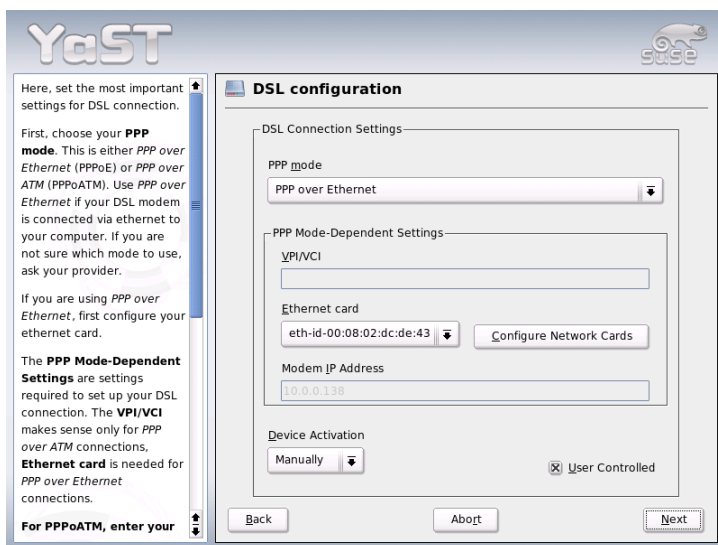 YaST
SUSE
Here, set the most important
settings for DSL connection.
First, choose your PPP
mode. This is either PPP over
Ethernet (PPPoE) or PPP over
ATM (PPPoATM). Use PPP over
Ethernet if your DSL modem
is connected via ethernet to
your computer. If you are
not sure which mode to use,
ask your provider.
If you are using PPP over
Ethernet, first configure your
ethernet card.
The PPP Mode-Dependent
Settings are settings
required to set up your DSL
connection. The VPI/VCI
makes sense only for PPP
over ATM connections,
Ethernet card is needed for
PPP over Ethernet
connections.
For PPPoATM, enter your
DSL configuration
DSL Connection Settings
PPP mode
PPP over Ethernet
PPP Mode-Dependent Settings
VPI/VCI
Ethernet card
eth-id-00:08:02:dc:de:43
Configure Network Cards
Modem IP Address
10.0.0.138
Device Activation
Manually
User Controlled
Back
Abort
Next